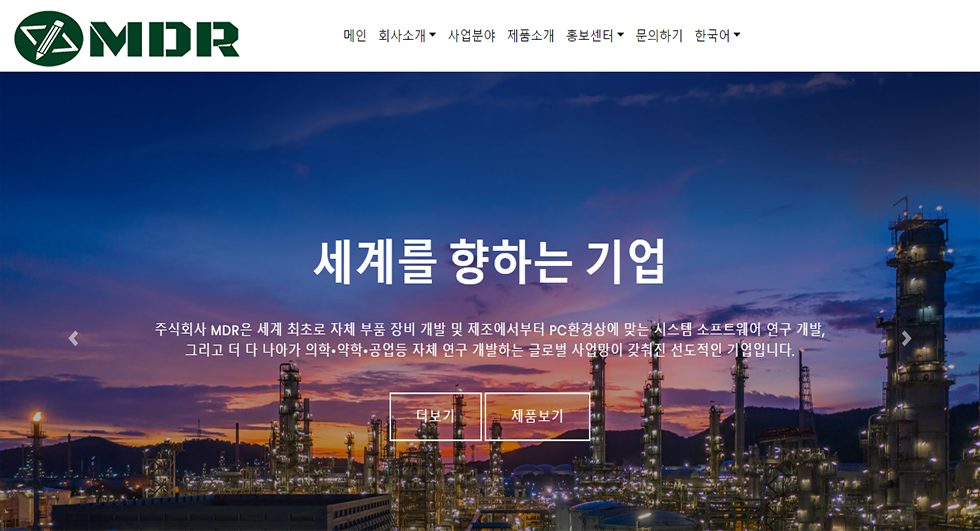 MDR
메인 회사소개 사업분야 제품소개 홍보센터 문의하기 한국어
세계를 향하는 기업
주식회사 MDR은 세계 최초로 자체 부품 장비 개발 및 제조에서부터 PC환경상에 맞는 시스템 소프트웨어 연구 개발,
그리고 더 다 나아가 의학•약학•공업등 자체 연구 개발하는 글로벌 사업망이 갖춰진 선도적인 기업입니다.
더보기 제품보기